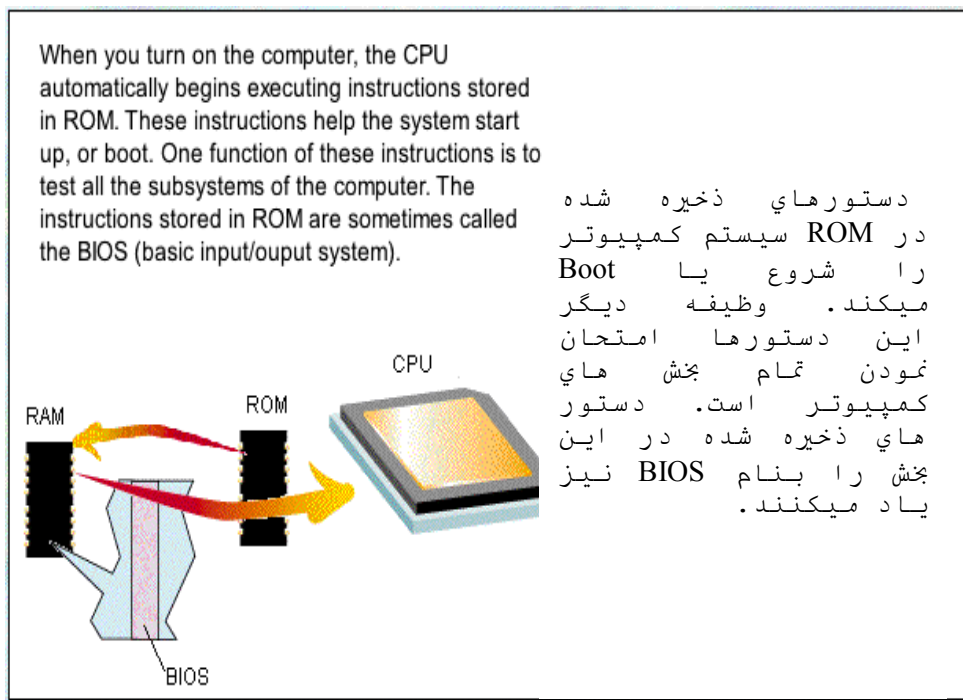 When you turn on the computer, the CPU
automatically begins executing instructions stored
in ROM. These instructions help the system start
up, or boot. One function of these instructions is to
test all the subsystems of the computer. The
instructions stored in ROM are sometimes called
the BIOS (basic input/ouput system).
دستورهاي ذخيره شده
در ROM سيستم کمپيوتر
را شروع يا Boot
ميکند. وظيفه ديگر
اين دستورها امتحان
نمودن تمام بخش هاي
کمپيوتر است. دستور
هاي ذخيره شده در اين
بخش را بنام BIOS نيز
ياد ميکنند.
CPU
ROM
RAM
BIOS